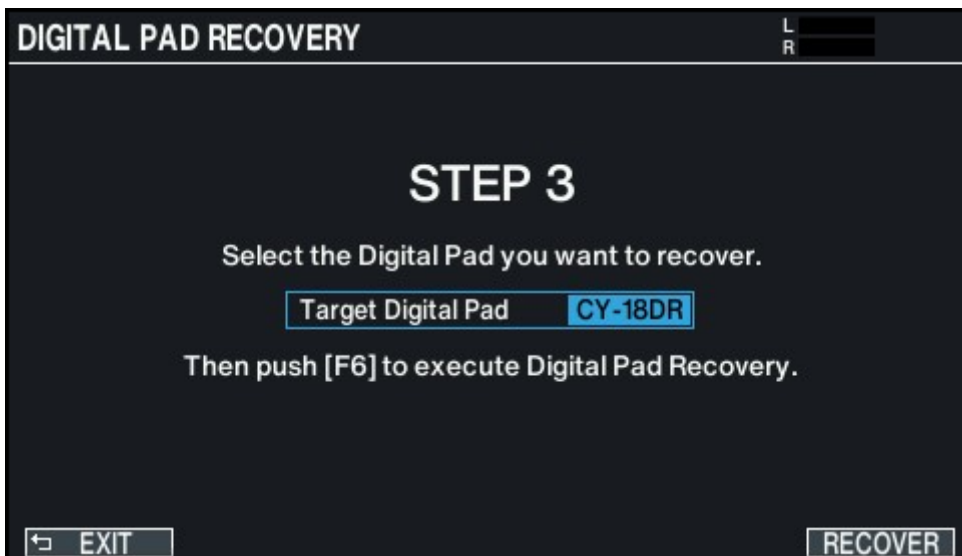 DIGITAL PAD RECOVERY
L
R
STEP 3
Select the Digital Pad you want to recover.
Target Digital Pad CY-18DR
Then push [F6] to execute Digital Pad Recovery.
EXIT
RECOVER